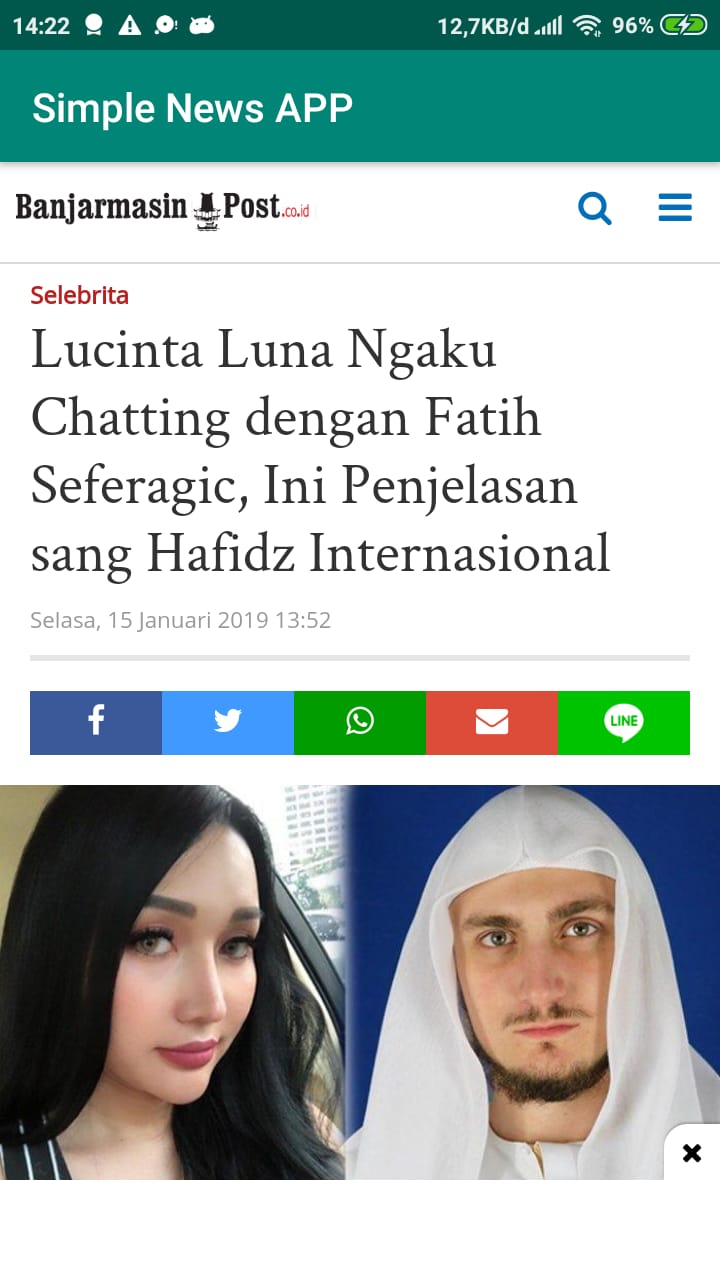 14:22 12,7KB/d 96%
Simple News APP
Banjarmasin Post.co.id
Selebrita
Lucinta Luna Ngaku
Chatting dengan Fatih
Seferagic, Ini Penjelasan
sang Hafidz Internasional
Selasa, 15 Januari 2019 13:52
LINE